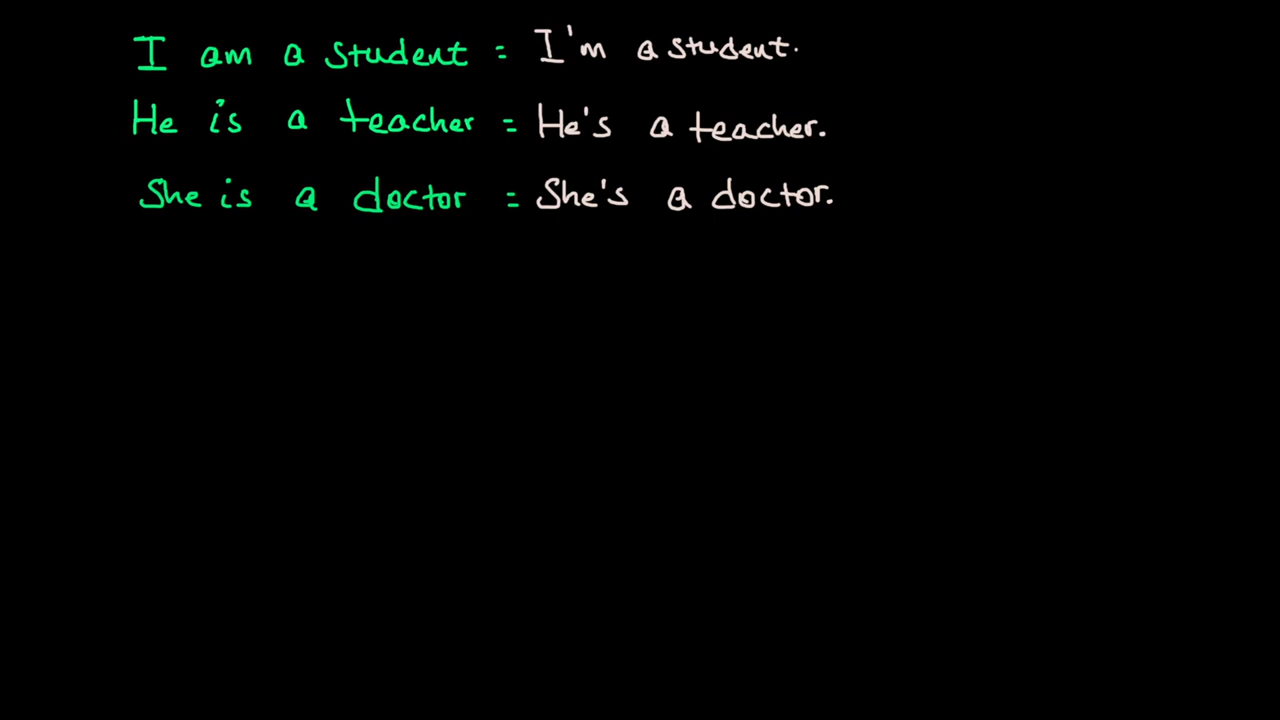 I am a student = I'm a student.
He is a teacher = He's a teacher.
She is a doctor = She's a doctor.